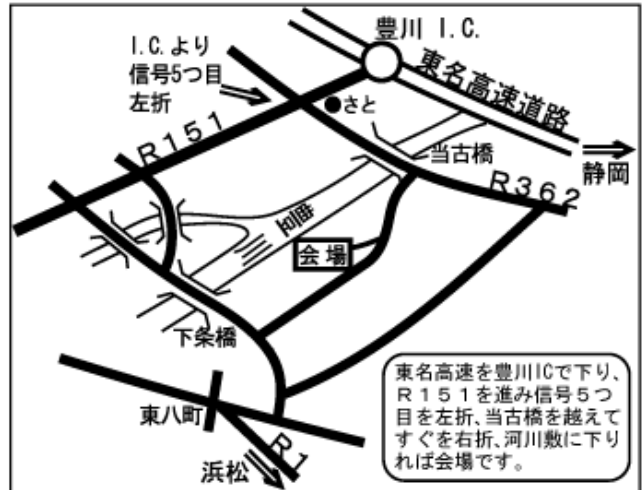 豊川 I.C.
I.C.より
信号5つ目
左折
東名高速道路
さと
R151
当古橋
静岡
R362
豊川
会場
下条橋
東八町
R1
浜松
東名高速を豊川ICで下り、
R151を進み信号5つ
目を左折、当古橋を越えて
すぐを右折、河川敷に下り
れば会場です。